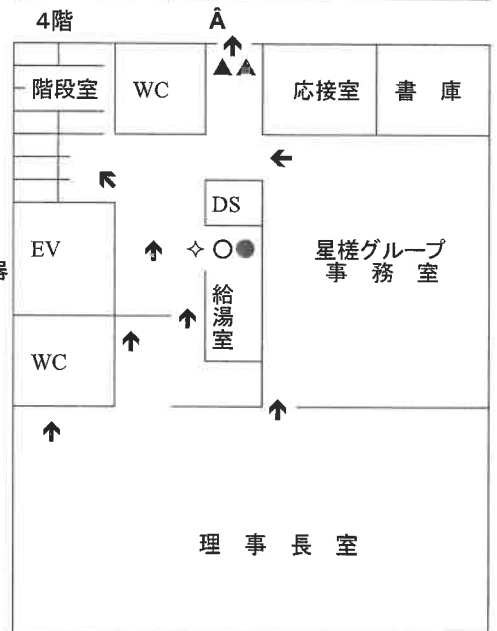 4階
Â
階段室
WC
応接室
書 庫
DS
EV
星槎グループ
事 務 室
器
給湯室
WC
理 事 長 室